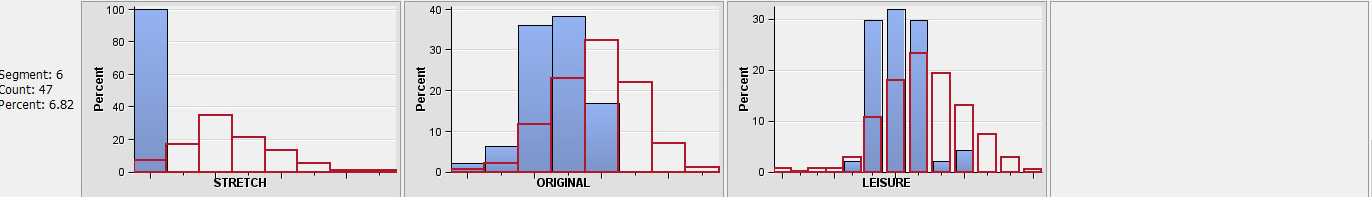 Segment: 6
Count: 47
Percent: 6.82
Percent
100
80
60
40
20
0
STRETCH
Percent
40
30
20
10
0
ORIGINAL
Percent
30
20
10
0
LEISURE